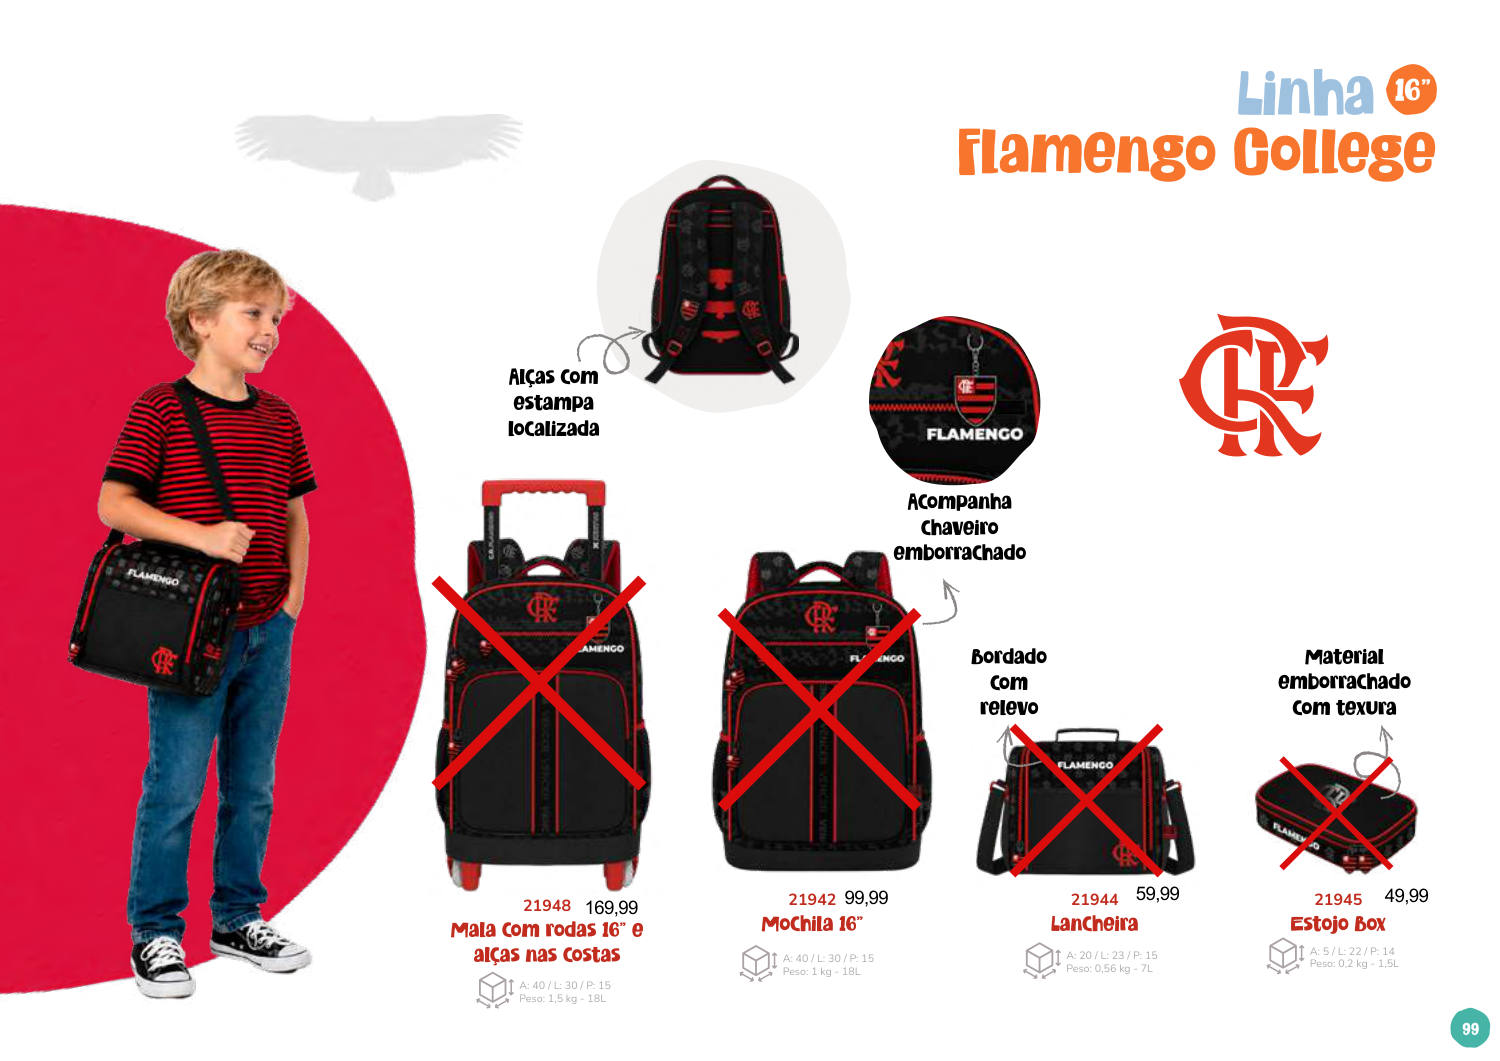 Linha 16”
Flamengo College
Alças com
estampa
localizada
FLAMENGO
Acompanha
chaveiro
emborrachado
FLAMENGO
FLAMENGO
FLAMENGO
Bordado
com
relevo
Material
emborrachado
com texura
FLAMENGO
FLAMENGO
21948 169,99
Mala com rodas 16” e
alças nas costas
A: 40 / L: 30 / P: 15
Peso: 1,5 kg - 18L
21942 99,99
Mochila 16”
A: 40 / L: 30 / P: 15
Peso: 1 kg - 18L
21944 59,99
Lancheira
A: 20 / L: 23 / P: 15
Peso: 0,56 kg - 7L
21945 49,99
Estojo Box
A: 5 / L: 22 / P: 14
Peso: 0,2 kg - 1,5L
99